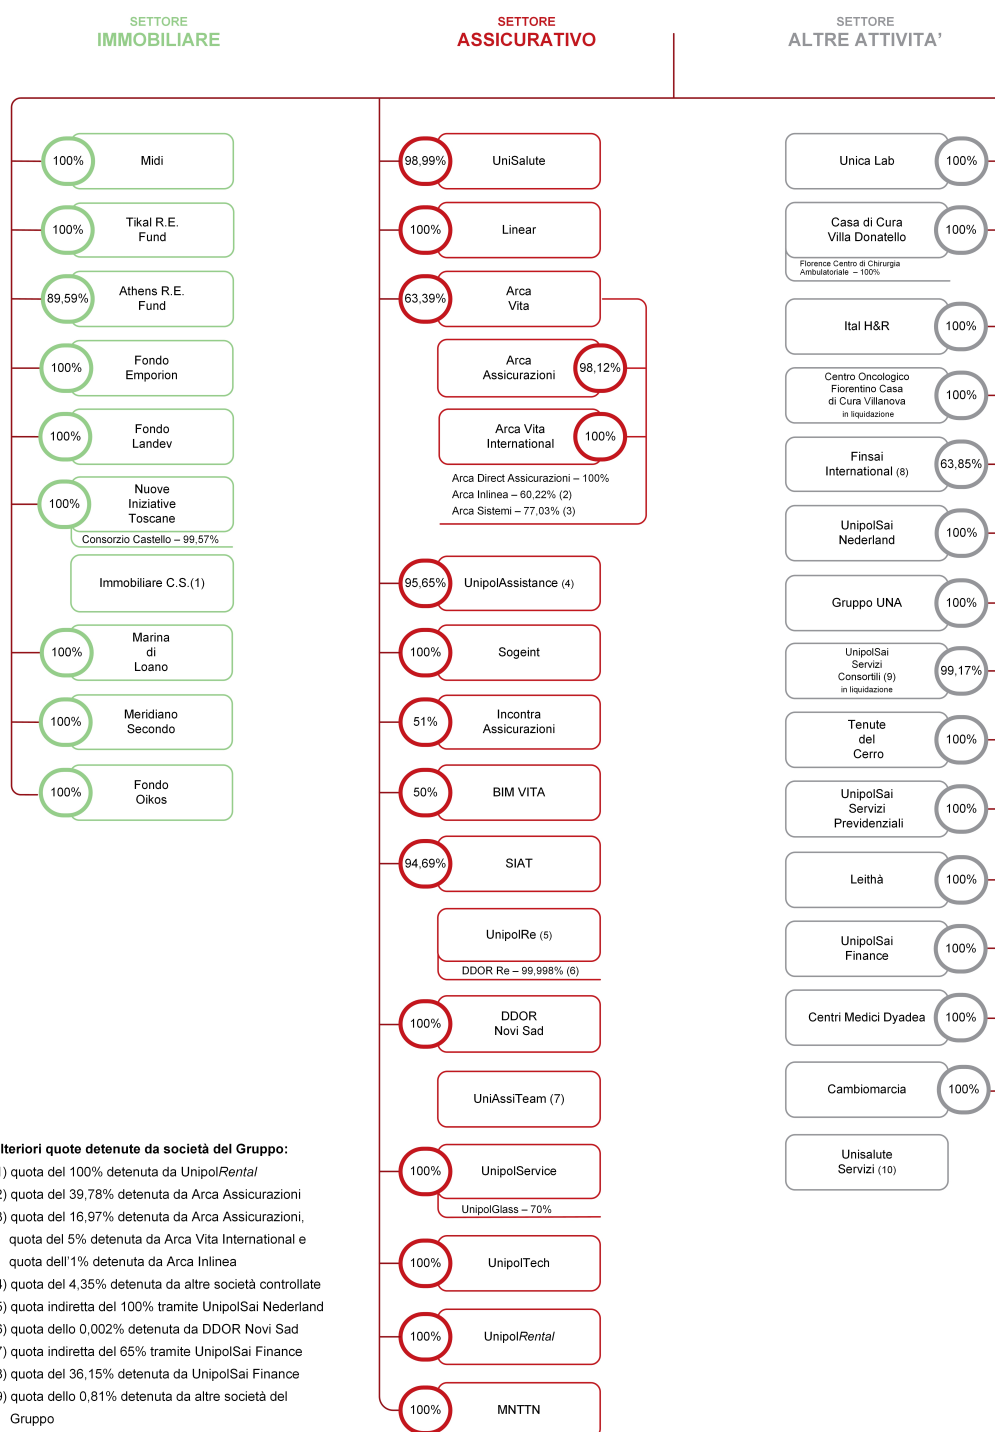 SETTORE
IMMOBILIARE
100%
Midi
100%
Tikal R.E.
Fund
89,59%
Athens R.E.
Fund
100%
Fondo
Emporion
100%
Fondo
Landev
100%
Nuove
Iniziative
Toscane
Consorzio Castello – 99,57%
Immobiliare C.S.(1)
100%
Marina
di
Loano
100%
Meridiano
Secondo
100%
Fondo
Oikos
SETTORE
ASSICURATIVO
98,99%
UniSalute
100%
Linear
63,39%
Arca
Vita
Arca
Assicurazioni
98,12%
Arca Vita
International
100%
Arca Direct Assicurazioni – 100%
Arca Inlinea – 60,22% (2)
Arca Sistemi – 77,03% (3)
95,65%
UnipolAssistance (4)
100%
Sogeint
51%
Incontra
Assicurazioni
50%
BIM VITA
94,69%
SIAT
UnipolRe (5)
DDOR Re – 99,998% (6)
100%
DDOR
Novi Sad
UniAssiTeam (7)
100%
UnipolService
UnipolGlass – 70%
100%
UnipolTech
100%
UnipolRental
100%
MNTTN
SETTORE
ALTRE ATTIVITA’
Unica Lab
100%
Casa di Cura
Villa Donatello
100%
Florence Centro di Chirurgia
Ambulatoriale – 100%
Ital H&R
100%
Centro Oncologico
Fiorentino Casa
di Cura Villanova
in liquidazione
100%
Finsai
International (8)
63,85%
UnipolSai
Nederland
100%
Gruppo UNA
100%
UnipolSai
Servizi
Consortili (9)
in liquidazione
99,17%
Tenute
del
Cerro
100%
UnipolSai
Servizi
Previdenziali
100%
Leithà
100%
UnipolSai
Finance
100%
Centri Medici Dyadea
100%
Cambiomarcia
100%
Unisalute
Servizi (10)
lteriori quote detenute da società del Gruppo:
) quota del 100% detenuta da UnipolRental
2) quota del 39,78% detenuta da Arca Assicurazioni
3) quota del 16,97% detenuta da Arca Assicurazioni,
quota del 5% detenuta da Arca Vita International e
quota dell’1% detenuta da Arca Inlinea
4) quota del 4,35% detenuta da altre società controllate
5) quota indiretta del 100% tramite UnipolSai Nederland
6) quota dello 0,002% detenuta da DDOR Novi Sad
7) quota indiretta del 65% tramite UnipolSai Finance
8) quota del 36,15% detenuta da UnipolSai Finance
9) quota dello 0,81% detenuta da altre società del
Gruppo